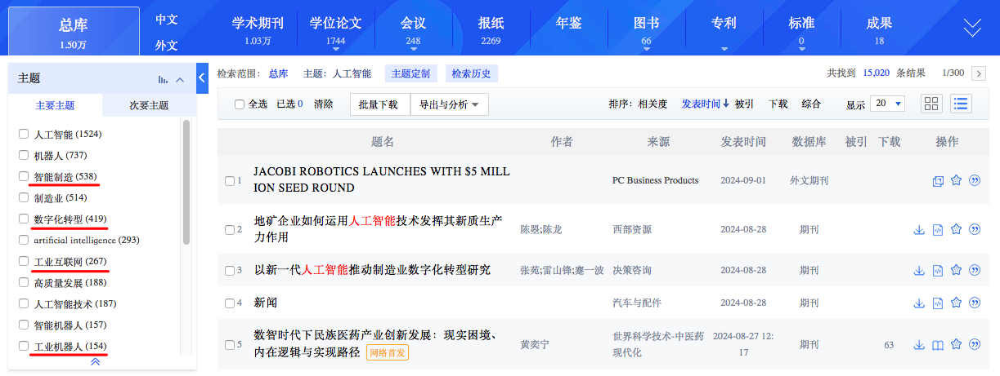 总库
1.50万
中文
外文
学术期刊
1.03万
学位论文
1744
会议
248
报纸
2269
年鉴
图书
66
专利
标准
0
成果
18
主题
主要主题 次要主题
人工智能 (1524)
机器人 (737)
智能制造 (538)
制造业 (514)
数字化转型 (419)
artificial intelligence (293)
工业互联网 (267)
高质量发展 (188)
人工智能技术 (187)
智能机器人 (157)
工业机器人 (154)
检索范围: 总库 主题: 人工智能 主题定制 检索历史 共找到 15,020 条结果 1/300
全选 已选 0 清除 批量下载 导出与分析 排序: 相关度 发表时间 被引 下载 综合 显示 20
题名 作者 来源 发表时间 数据库 被引 下载 操作
1 JACOBI ROBOTICS LAUNCHES WITH $5 MILL
ION SEED ROUND
PC Business Products 2024-09-01 外文期刊
2 地矿企业如何运用人工智能技术发挥其新质生产
力作用
陈曌;陈龙 西部资源 2024-08-28 期刊
3 以新一代人工智能推动制造业数字化转型研究 张苑;雷山锋;蹇一波 决策咨询 2024-08-28 期刊
4 新闻 汽车与配件 2024-08-28 期刊
5 数智时代下民族医药产业创新发展：现实困境、
内在逻辑与实现路径 网络首发
黄奕宁
世界科学技术-中医药
现代化
2024-08-27 12:
17
期刊 63